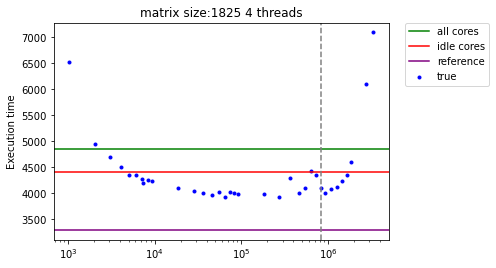 matrix size:1825 4 threads
Execution time
7000
6500
6000
5500
5000
4500
4000
3500
10³
10⁴
10⁵
10⁶
all cores
idle cores
reference
true